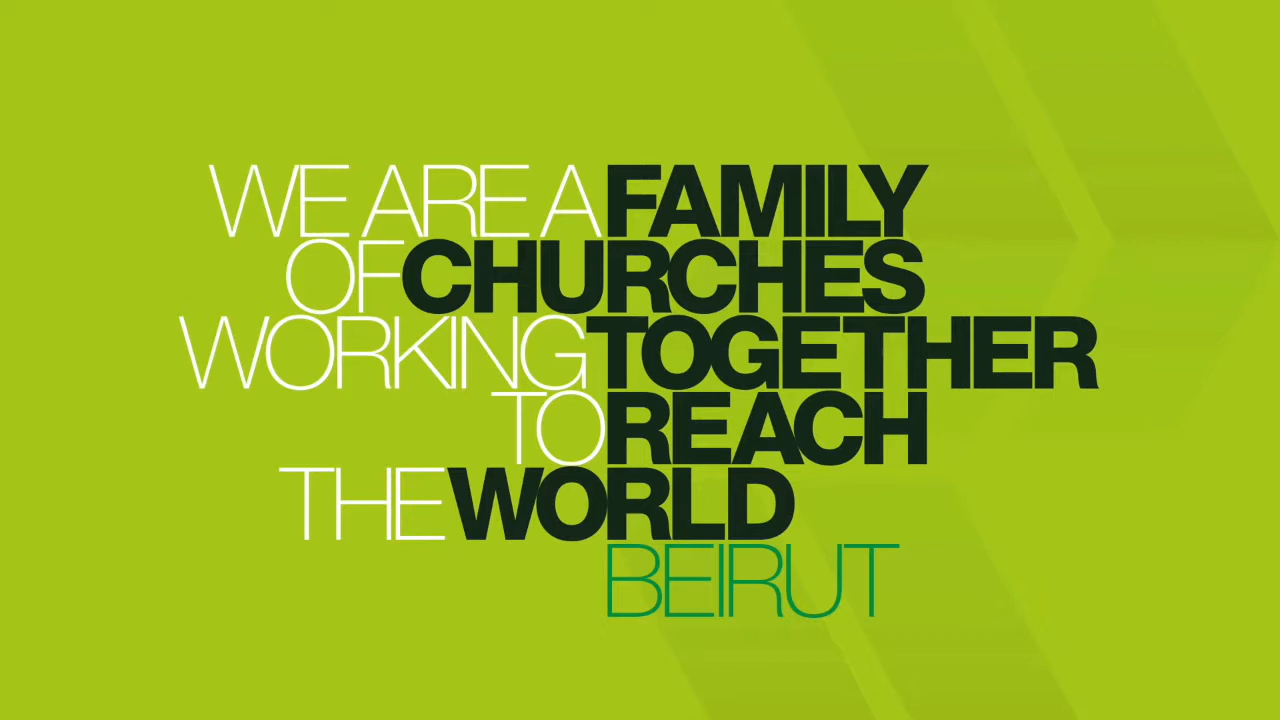 WE ARE A FAMILY
OF CHURCHES
WORKING TOGETHER
TO REACH
THE WORLD
BEIRUT